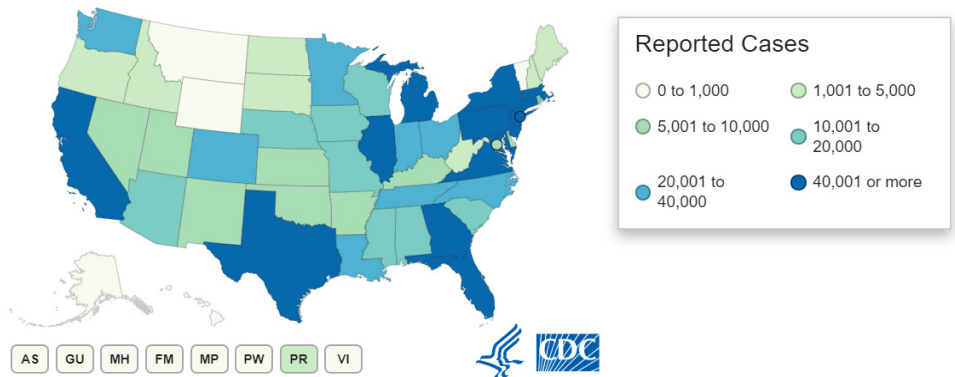 Reported Cases
0 to 1,000
1,001 to 5,000
5,001 to 10,000
10,001 to
20,000
20,001 to
40,000
40,001 or more
AS GU MH FM MP PW PR VI
CDC